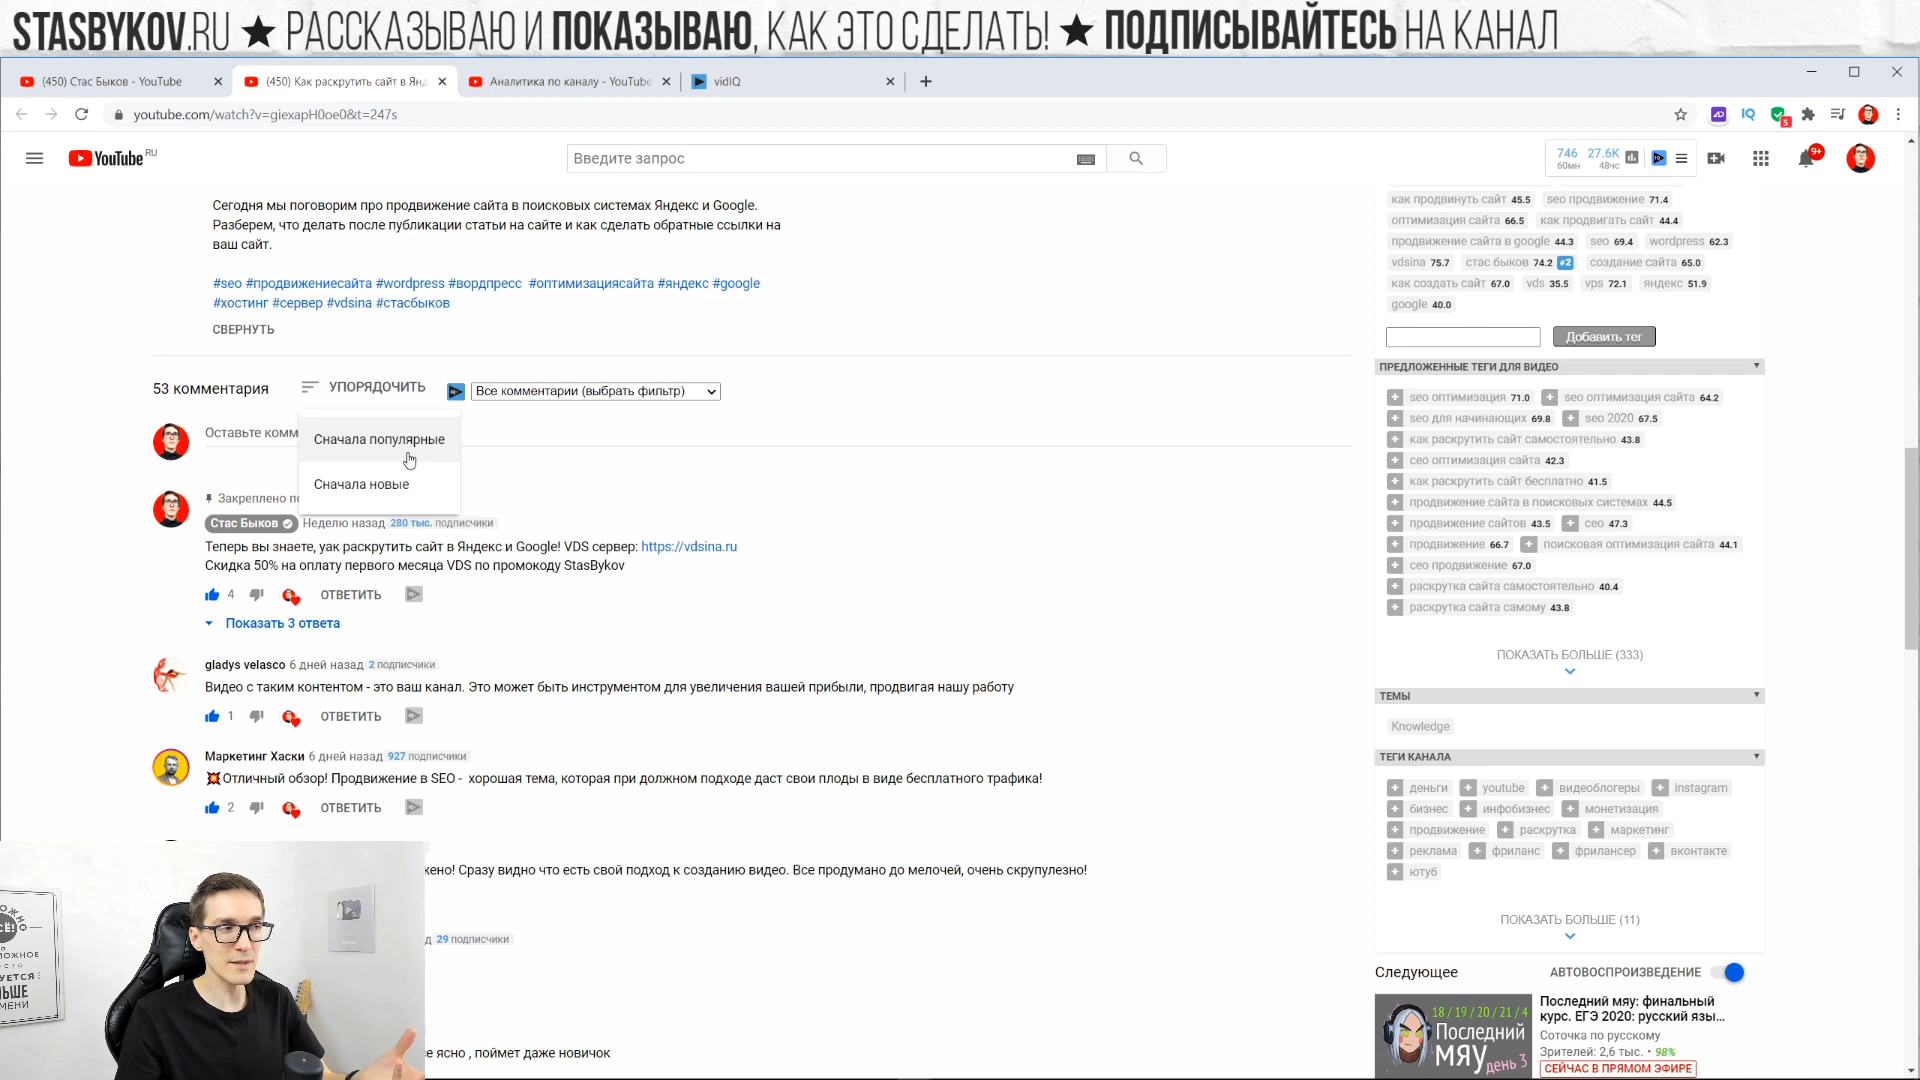 STASBYKOV.RU ★ РАССКАЗЫВАЮ И ПОКАЗЫВАЮ, КАК ЭТО СДЕЛАТЬ! ★ ПОДПИСЫВАЙТЕСЬ НА КАНАЛ
(450) Стас Быков - YouTube
(450) Как раскрутить сайт в Янд
Аналитика по каналу - YouTube
vidIQ
youtube.com/watch?v=giexapH0oe0&t=247s
YouTube RU
Введите запрос
746 27.6K
60мн 48чс
9+
Сегодня мы поговорим про продвижение сайта в поисковых системах Яндекс и Google.
Разберем, что делать после публикации статьи на сайте и как сделать обратные ссылки на
ваш сайт.
#seo #продвижениесайта #wordpress #вордпресс #оптимизациясайта #яндекс #google
#хостинг #сервер #vdsina #стасбыков
СВЕРНУТЬ
53 комментария
УПОРЯДОЧИТЬ
Все комментарии (выбрать фильтр)
Оставьте комм
Сначала популярные
Сначала новые
Закреплено по
Стас Быков Неделю назад 280 тыс. подписчики
Теперь вы знаете, уак раскрутить сайт в Яндекс и Google! VDS сервер: https://vdsina.ru
Скидка 50% на оплату первого месяца VDS по промокоду StasBykov
4 ОТВЕТИТЬ
Показать 3 ответа
gladys velasco 6 дней назад 2 подписчики
Видео с таким контентом - это ваш канал. Это может быть инструментом для увеличения вашей прибыли, продвигая нашу работу
1 ОТВЕТИТЬ
Маркетинг Хаски 6 дней назад 927 подписчики
Отличный обзор! Продвижение в SEO - хорошая тема, которая при должном подходе даст свои плоды в виде бесплатного трафика!
2 ОТВЕТИТЬ
жено! Сразу видно что есть свой подход к созданию видео. Все продумано до мелочей, очень скрупулезно!
д 29 подписчики
се ясно , поймет даже новичок
как продвинуть сайт 45.5 seo продвижение 71.4
оптимизация сайта 66.5 как продвигать сайт 44.4
продвижение сайта в google 44.3 seo 69.4 wordpress 62.3
vdsina 75.7 стас быков 74.2 #2 создание сайта 65.0
как создать сайт 67.0 vds 35.5 vps 72.1 яндекс 51.9
google 40.0
Добавить тег
ПРЕДЛОЖЕННЫЕ ТЕГИ ДЛЯ ВИДЕО
+ seo оптимизация 71.0 + seo оптимизация сайта 64.2
+ seo для начинающих 69.8 + seo 2020 67.5
+ как раскрутить сайт самостоятельно 43.8
+ сео оптимизация сайта 42.3
+ как раскрутить сайт бесплатно 41.5
+ продвижение сайта в поисковых системах 44.5
+ продвижение сайтов 43.5 + сео 47.3
+ продвижение 66.7 + поисковая оптимизация сайта 44.1
+ сео продвижение 67.0
+ раскрутка сайта самостоятельно 40.4
+ раскрутка сайта самому 43.8
ПОКАЗАТЬ БОЛЬШЕ (333)
ТЕМЫ
Knowledge
ТЕГИ КАНАЛА
+ деньги + youtube + видеоблогеры + instagram
+ бизнес + инфобизнес + монетизация
+ продвижение + раскрутка + маркетинг
+ реклама + фриланс + фрилансер + вконтакте
+ ютуб
ПОКАЗАТЬ БОЛЬШЕ (11)
Следующее
АВТОВОСПРОИЗВЕДЕНИЕ
18 / 19 / 20 / 21 / 4
Последний
МЯУ
день 3
Последний мяу: финальный
курс. ЕГЭ 2020: русский язы...
Соточка по русскому
Зрителей: 2,6 тыс. • 98%
СЕЙЧАС В ПРЯМОМ ЭФИРЕ